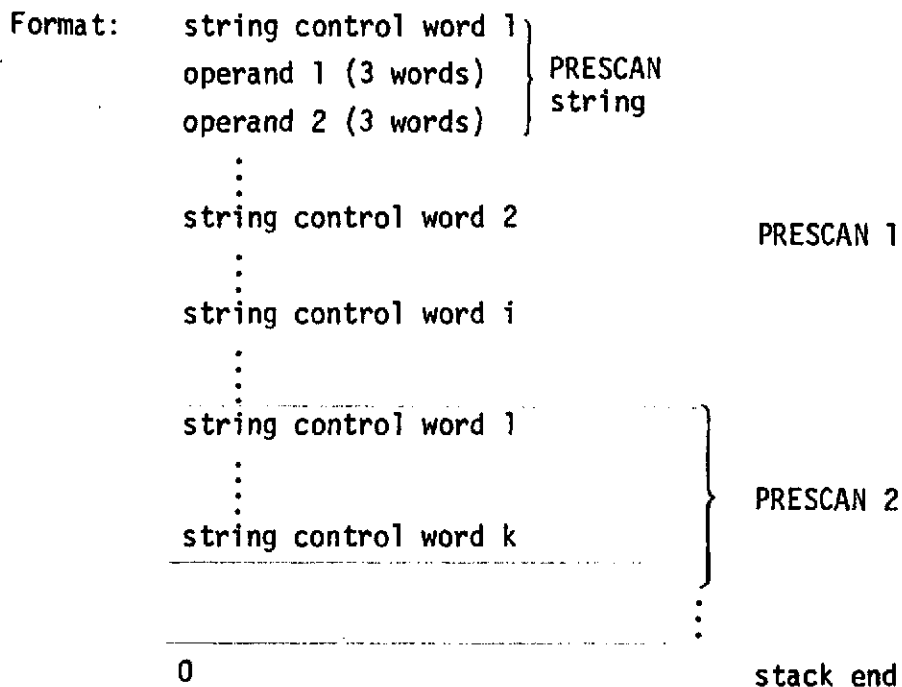 Format: string control word 1
operand 1 (3 words) PRESCAN
string
operand 2 (3 words)
string control word 2 PRESCAN 1
string control word i
string control word 1
PRESCAN 2
string control word k
0 stack end